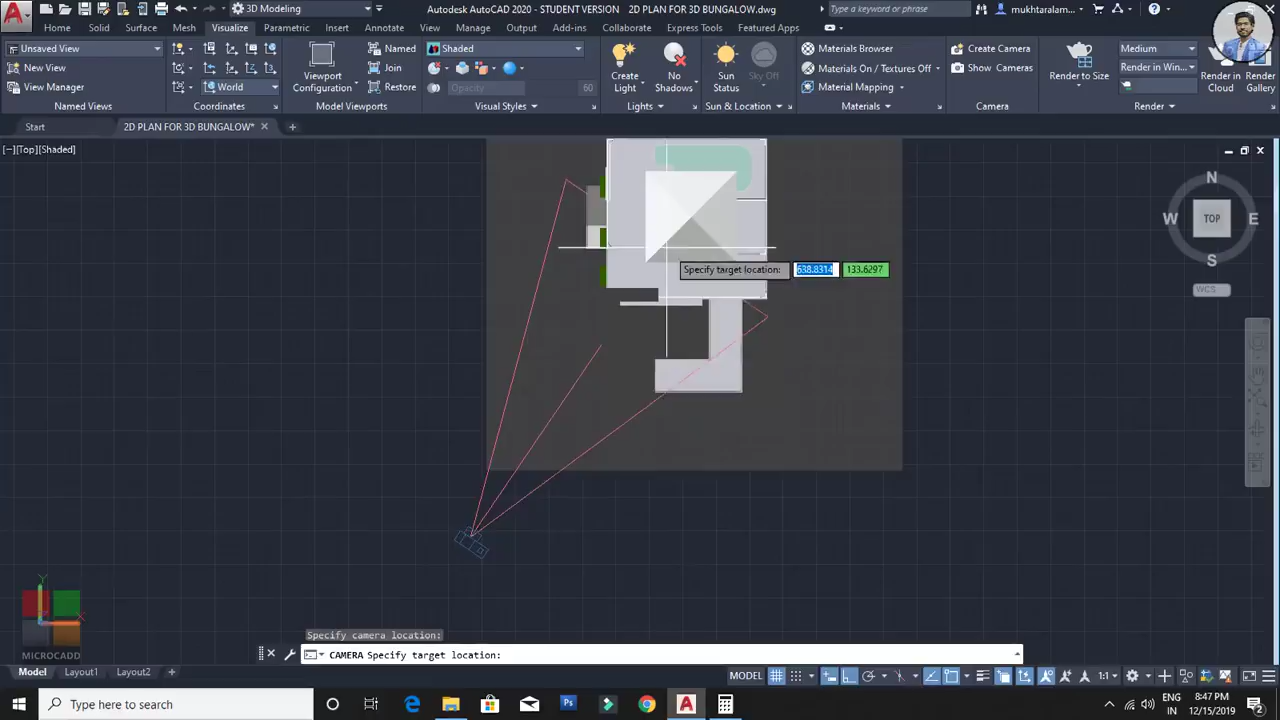 3D Modeling
Autodesk AutoCAD 2020 - STUDENT VERSION 2D PLAN FOR 3D BUNGALOW.dwg
Type a keyword or phrase
mukhtaralam...
Home Solid Surface Mesh Visualize Parametric Insert Annotate View Manage Output Add-ins Collaborate Express Tools Featured Apps
Unsaved View
New View
View Manager
Named Views
World
Coordinates
Viewport
Configuration
Named
Join
Restore
Model Viewports
Shaded
Opacity 60
Visual Styles
Create
Light
No
Shadows
Lights
Sun
Status
Sky Off
Sun & Location
Materials Browser
Materials On / Textures Off
Material Mapping
Materials
Create Camera
Show Cameras
Camera
Render to Size
Medium
Render in Win...
Render in
Cloud
Render
Gallery
Render
Start 2D PLAN FOR 3D BUNGALOW*
[−][Top][Shaded]
N
W TOP E
S
WCS
Specify target location: 638.8314 133.6297
Y
X
MICROCADD
Specify camera location:
CAMERA Specify target location:
Model Layout1 Layout2
MODEL 1:1
Type here to search
ENG
IN
8:47 PM
12/15/2019
2